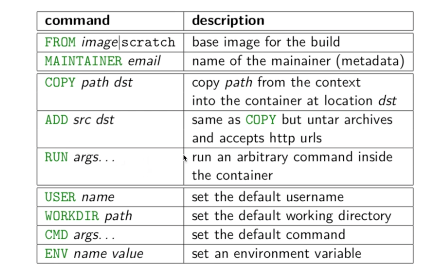 command description
FROM image|scratch base image for the build
MAINTAINER email name of the mainainer (metadata)
COPY path dst copy path from the context
into the container at location dst
ADD src dst same as COPY but untar archives
and accepts http urls
RUN args... run an arbitrary command inside
the container
USER name set the default username
WORKDIR path set the default working directory
CMD args... set the default command
ENV name value set an environment variable